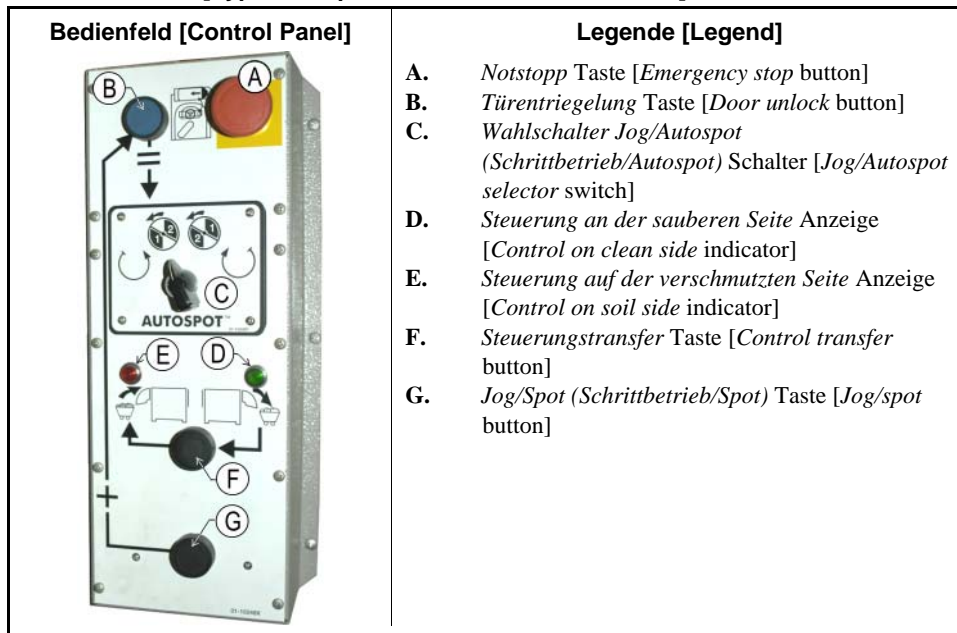 Bedienfeld [Control Panel]
B
A
C
AUTOSPOT™
E
D
F
+
G
Legende [Legend]
A. Notstopp Taste [Emergency stop button]
B. Türentriegelung Taste [Door unlock button]
C. Wahlschalter Jog/Autospot
(Schrittbetrieb/Autospot) Schalter [Jog/Autospot
selector switch]
D. Steuerung an der sauberen Seite Anzeige
[Control on clean side indicator]
E. Steuerung auf der verschmutzten Seite Anzeige
[Control on soil side indicator]
F. Steuerungstransfer Taste [Control transfer
button]
G. Jog/Spot (Schrittbetrieb/Spot) Taste [Jog/spot
button]